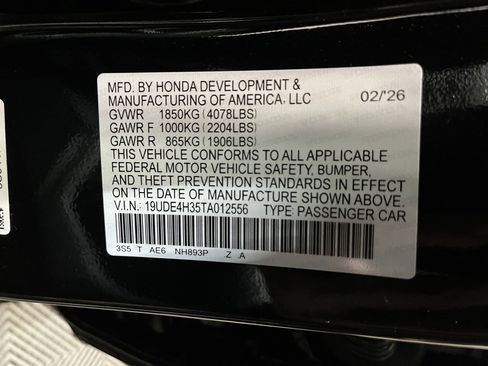 MFD. BY HONDA DEVELOPMENT &
MANUFACTURING OF AMERICA, LLC 02/'26
GVWR 1850KG(4078LBS)
GAWR F 1000KG(2204LBS)
GAWR R 865KG(1906LBS)
THIS VEHICLE CONFORMS TO ALL APPLICABLE
FEDERAL MOTOR VEHICLE SAFETY, BUMPER,
AND THEFT PREVENTION STANDARDS IN EFFECT
ON THE DATE OF MANUFACTURE SHOWN ABOVE.
V.I.N.: 19UDE4H35TA012556 TYPE PASSENGER CAR
3S5 T AE6 NH893P Z A